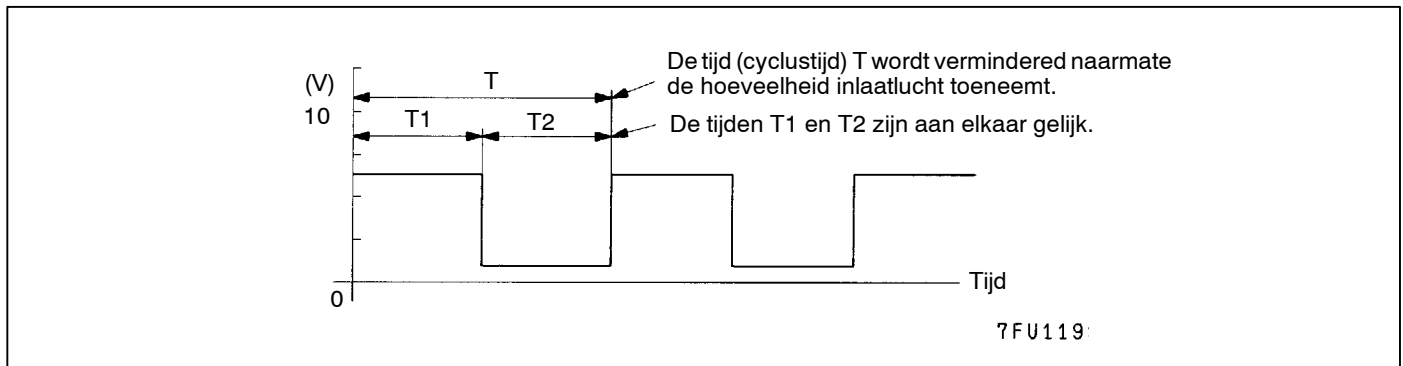 De tijd (cyclustijd) T wordt verminderd naarmate
de hoeveelheid inlaatlucht toeneemt.
(V)
T
10
T1
T2
De tijden T1 en T2 zijn aan elkaar gelijk.
Tijd
0
7FU119